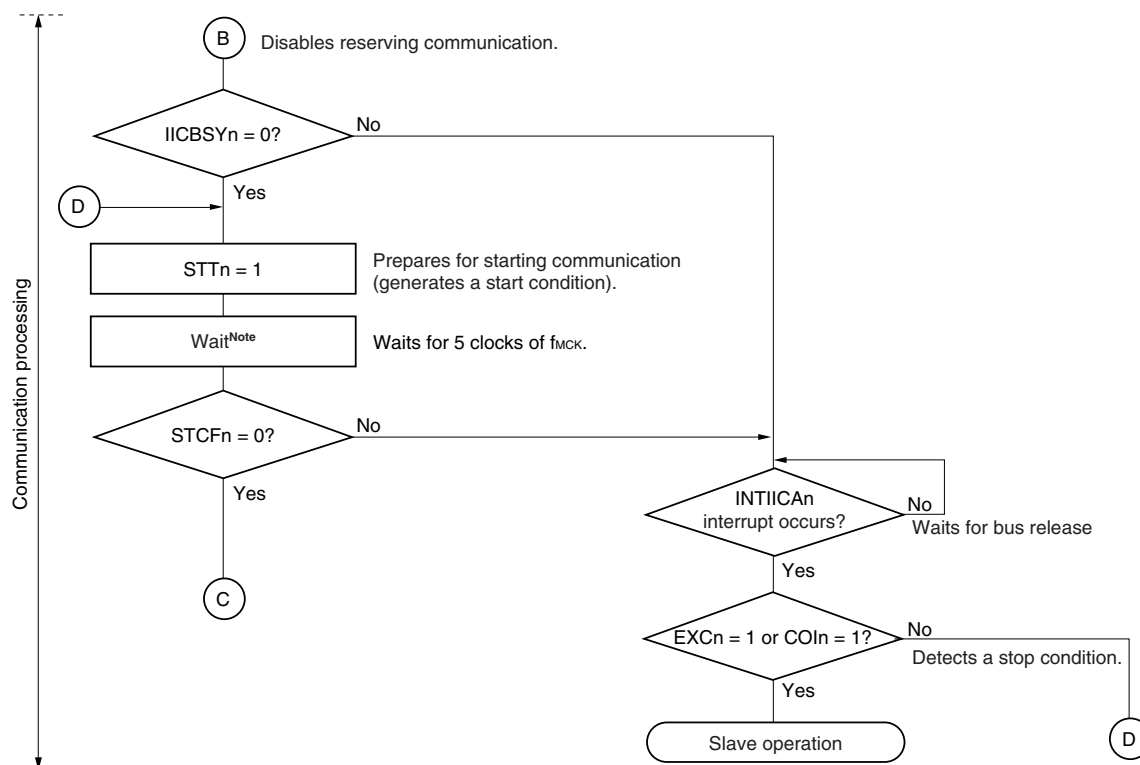 B
Disables reserving communication.
IICBSYn = 0?
No
Yes
D
STTn = 1
Prepares for starting communication
(generates a start condition).
WaitNote
Waits for 5 clocks of fMCK.
STCFn = 0?
No
Yes
C
INTIICAn
interrupt occurs?
No
Waits for bus release
Yes
EXCn = 1 or COIn = 1?
No
Detects a stop condition.
Yes
Slave operation
D
Communication processing